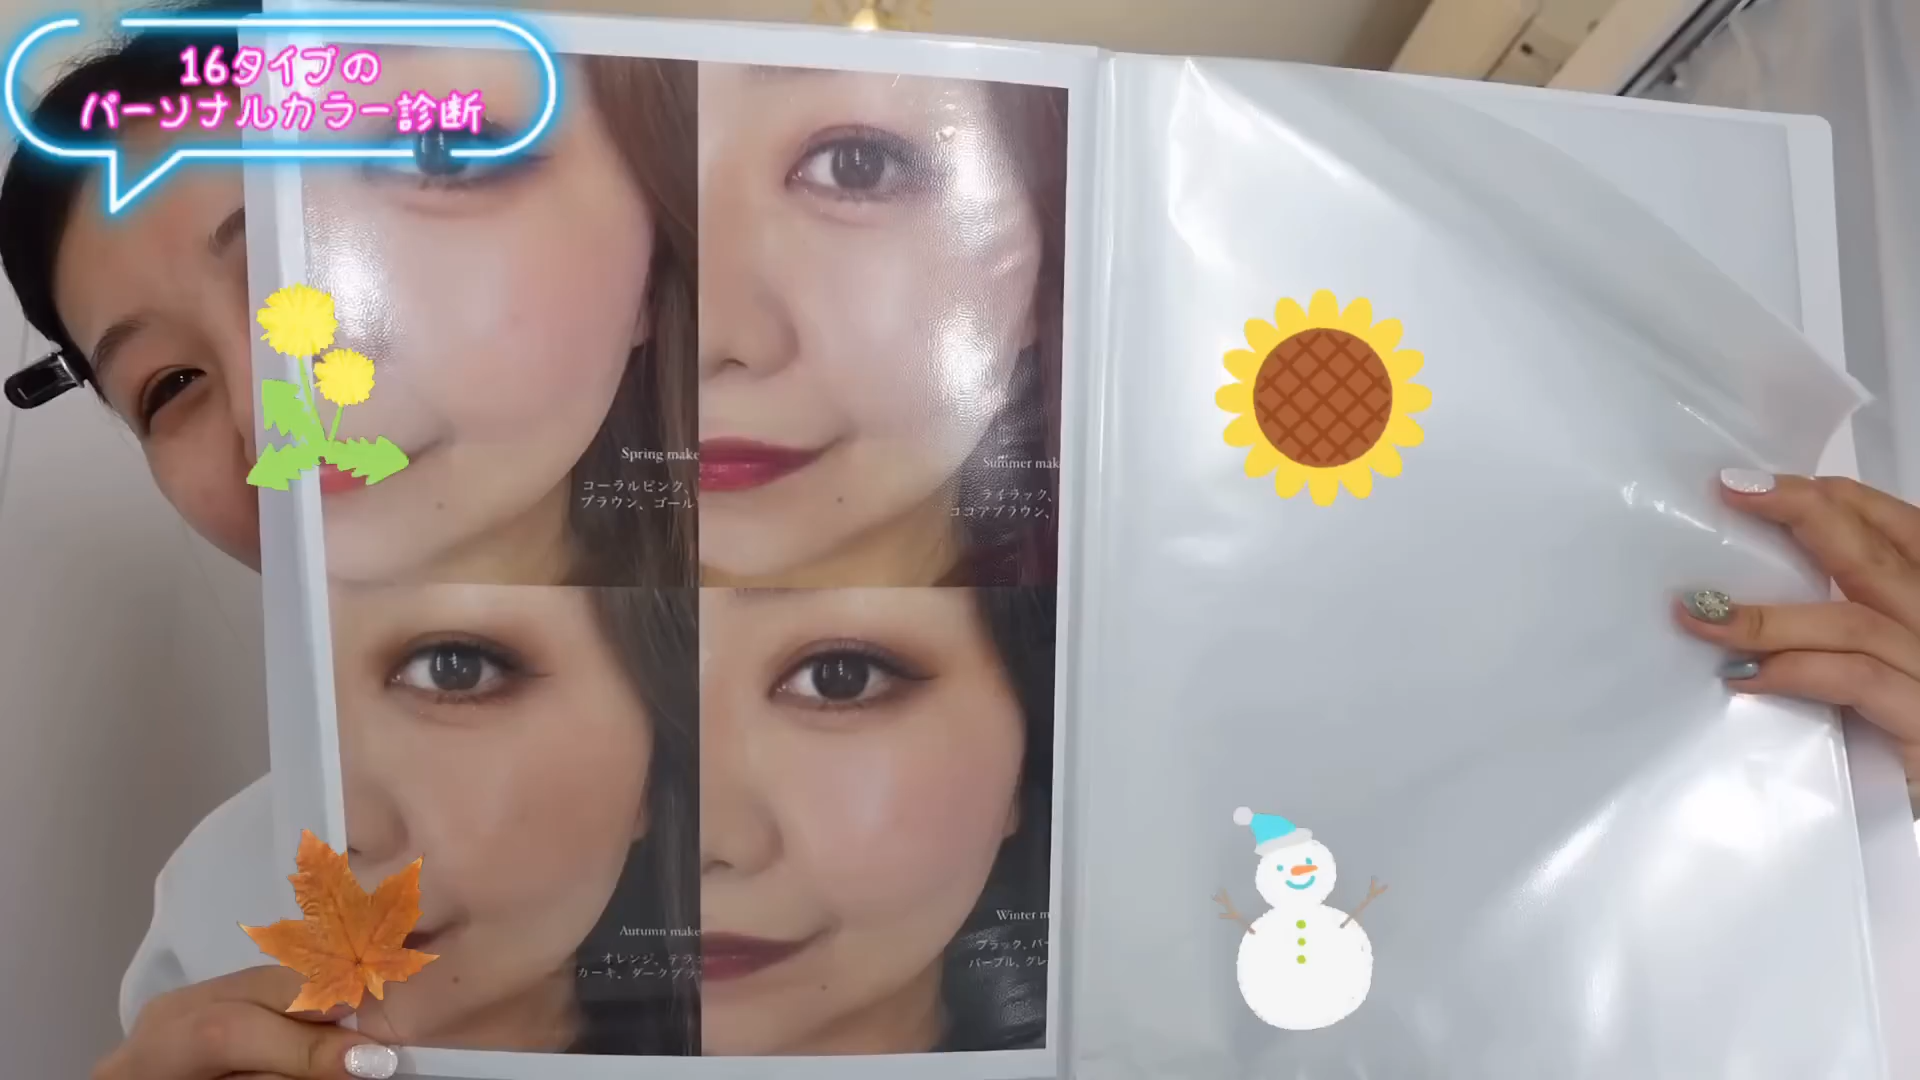 16タイプの
パーソナルカラー診断
Spring make
コーラルピンク、
ブラウン、ゴール
Summer mak
ライラック、
ココアブラウン、
Autumn make
オレンジ、テラ
カーキ、ダークブラ
Winter m
ブラック、バー
パープル、グレ